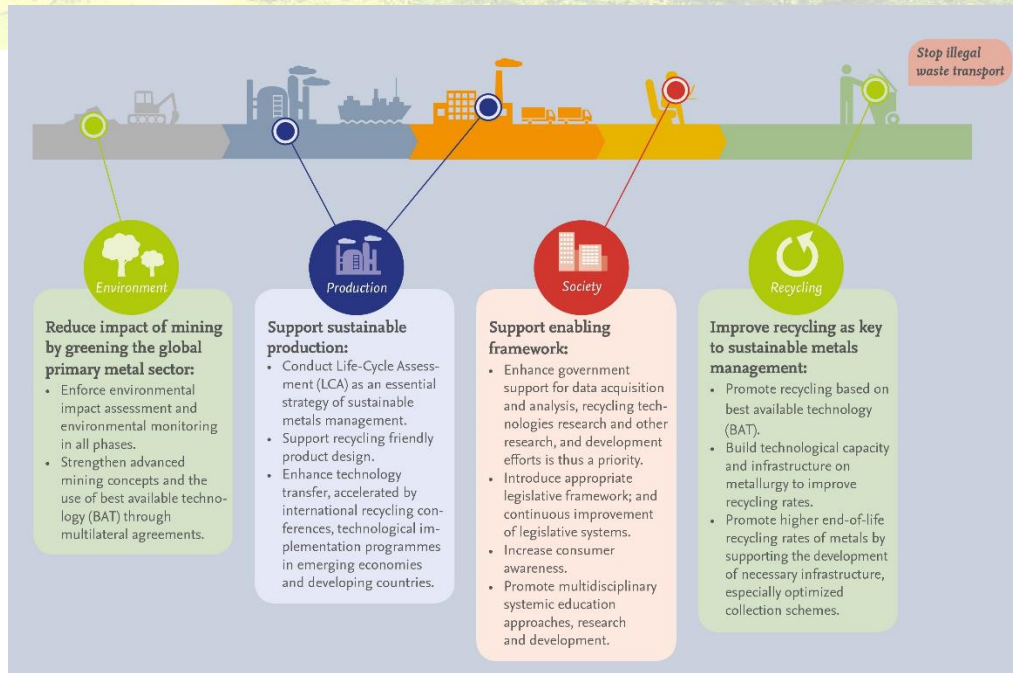 Stop illegal
waste transport
Environment
Reduce impact of mining
by greening the global
primary metal sector:
• Enforce environmental
impact assessment and
environmental monitoring
in all phases.
• Strengthen advanced
mining concepts and the
use of best available techno-
logy (BAT) through
multilateral agreements.
Production
Support sustainable
production:
• Conduct Life-Cycle Assess-
ment (LCA) as an essential
strategy of sustainable
metals management.
• Support recycling friendly
product design.
• Enhance technology
transfer, accelerated by
international recycling con-
ferences, technological im-
plementation programmes
in emerging economies
and developing countries.
Society
Support enabling
framework:
• Enhance government
support for data acquisition
and analysis, recycling tech-
nologies research and other
research, and development
efforts is thus a priority.
• Introduce appropriate
legislative framework; and
continuous improvement
of legislative systems.
• Increase consumer
awareness.
• Promote multidisciplinary
systemic education
approaches, research
and development.
Recycling
Improve recycling as key
to sustainable metals
management:
• Promote recycling based on
best available technology
(BAT).
• Build technological capacity
and infrastructure on
metallurgy to improve
recycling rates.
• Promote higher end-of-life
recycling rates of metals by
supporting the development
of necessary infrastructure,
especially optimized
collection schemes.